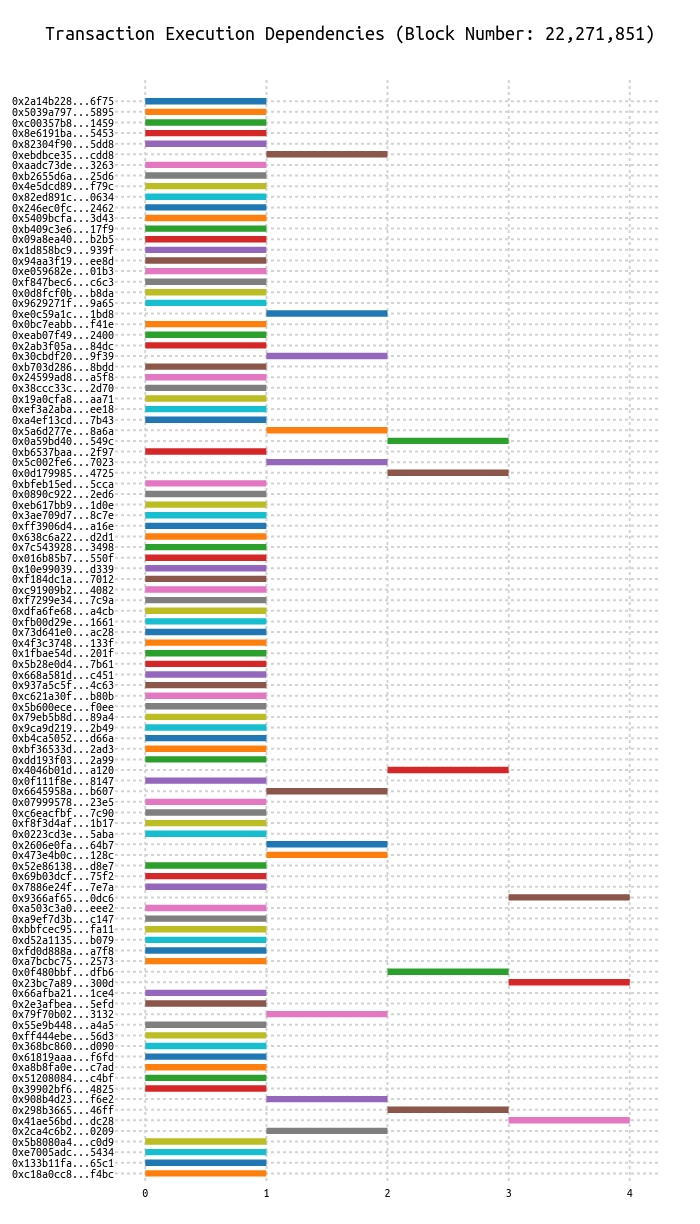 Transaction Execution Dependencies (Block Number: 22,271,851)
0x2a14b228...6f75
0x5039a797...5895
0xc00357b8...1459
0x8e6191ba...5453
0x82304f90...5dd8
0xebdbce35...cdd8
0xaadc73de...3263
0xb2655d6a...25d6
0x4e5dcd89...f79c
0x82ed891c...0634
0x246ec0fc...2462
0x5409bcfa...3d43
0xb409c3e6...17f9
0x09a8ea40...b2b5
0x1d858bc9...939f
0x94aa3f19...ee8d
0xe059682e...01b3
0xf847bec6...c6c3
0x0d8fcf0b...b8da
0x9629271f...9a65
0xe0c59a1c...1bd8
0x0bc7eabb...f41e
0xeab07f49...2400
0x2ab3f05a...84dc
0x30cbdf20...9f39
0xb703d286...8bdd
0x24599ad8...a5f8
0x38ccc33c...2d70
0x19a0cfa8...aa71
0xef3a2aba...ee18
0xa4ef13cd...7b43
0x5a6d277e...8a6a
0x0a59bd40...549c
0xb6537baa...2f97
0x5c002fe6...7023
0x0d179985...4725
0xbfeb15ed...5cca
0x0890c922...2ed6
0xeb617bb9...1d0e
0x3ae709d7...8c7e
0xff3906d4...a16e
0x638c6a22...d2d1
0x7c543928...3498
0x016b85b7...550f
0x10e99039...d339
0xf184dc1a...7012
0xc91909b2...4082
0xf7299e34...7c9a
0xdfa6fe68...a4cb
0xfb00d29e...1661
0x73d641e0...ac28
0x4f3c3748...133f
0x1fbae54d...201f
0x5b28e0d4...7b61
0x668a581d...c451
0x937a5c5f...4c63
0xc621a30f...b80b
0x5b600ece...f0ee
0x79eb5b8d...89a4
0x9ca9d219...2b49
0xb4ca5052...d66a
0xbf36533d...2ad3
0xdd193f03...2a99
0x4046b01d...a120
0x0f111f8e...8147
0x6645958a...b607
0x07999578...23e5
0xc6eacfbf...7c90
0xf8f3d4af...1b17
0x0223cd3e...5aba
0x2606e0fa...64b7
0x473e4b0c...128c
0x52e86138...d8e7
0x69b03dcf...75f2
0x7886e24f...7e7a
0x9366af65...0dc6
0xa503c3a0...eee2
0xa9ef7d3b...c147
0xbbfcec95...fa11
0xd52a1135...b079
0xfd0d888a...a7f8
0xa7bcbc75...2573
0x0f480bbf...dfb6
0x23bc7a89...300d
0x66afba21...1ce4
0x2e3afbea...5efd
0x79f70b02...3132
0x55e9b448...a4a5
0xff444ebe...56d3
0x368bc860...d090
0x61819aaa...f6fd
0xa8b8fa0e...c7ad
0x51208084...c4bf
0x39902bf6...4825
0x908b4d23...f6e2
0x298b3665...46ff
0x41ae56bd...dc28
0x2ca4c6b2...0209
0x5b8080a4...c0d9
0xe7005adc...5434
0x133b11fa...65c1
0xc18a0cc8...f4bc
0 1 2 3 4